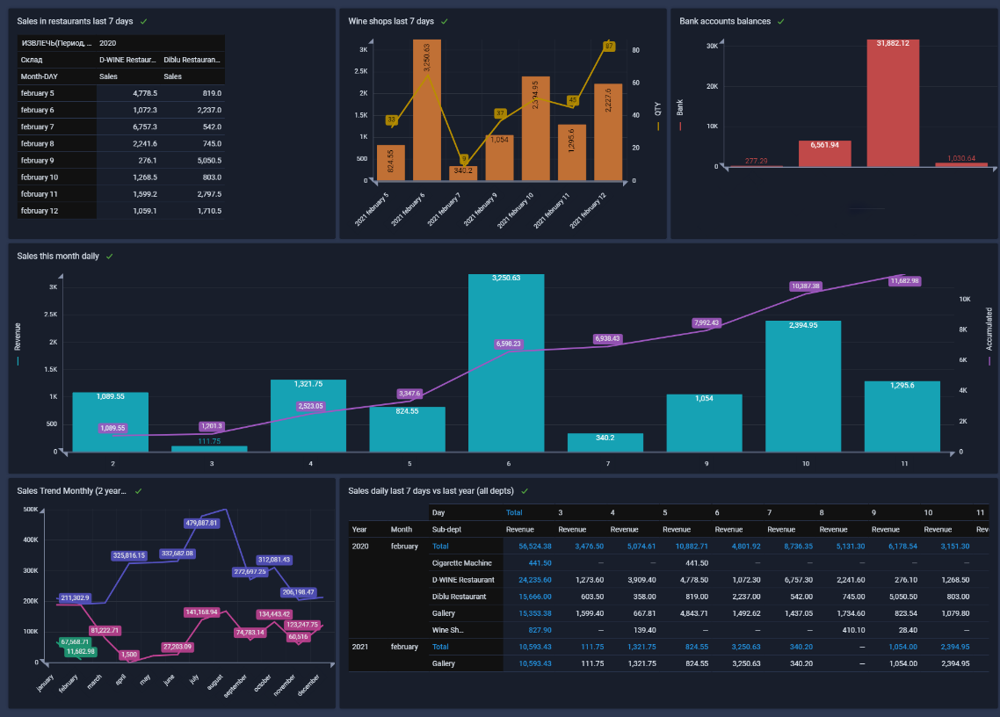 Sales in restaurants last 7 days
ИЗВЛЕЧЬ(Период, ... 2020
Склад D-WINE Restaur... Diblu Restauran...
Month-DAY Sales Sales
february 5 4,778.5 819.0
february 6 1,072.3 2,237.0
february 7 6,757.3 542.0
february 8 2,241.6 745.0
february 9 276.1 5,050.5
february 10 1,268.5 803.0
february 11 1,599.2 2,797.5
february 12 1,059.1 1,710.5
Wine shops last 7 days
3K
2.5K
2K
1.5K
1K
500
0
80
60
40
20
0
QTY
824.55
3,250.63
340.2
1,054
1,295.6
2,227.6
33
9
37
45
87
2021 february 5
2021 february 6
2021 february 7
2021 february 9
2021 february 10
2021 february 11
2021 february 12
Bank accounts balances
Bank
30K
20K
10K
0
277.29
6,561.94
31,882.12
1,030.64
Sales this month daily
Revenue
3K
2.5K
2K
1.5K
1K
500
0
10K
8K
6K
4K
2K
0
Accumulated
1,089.55
111.75
1,321.75
824.55
3,250.63
340.2
1,054
2,394.95
1,295.6
1,089.55
1,201.3
2,523.05
3,347.6
6,598.23
6,938.43
7,992.43
10,387.38
11,682.98
2 3 4 5 6 7 9 10 11
Sales Trend Monthly (2 year...
500K
400K
300K
200K
100K
0
211,302.9
325,816.15
332,682.08
479,887.81
272,697.25
312,081.43
206,198.47
81,222.71
1,500
27,203.09
141,168.94
74,783.14
134,443.42
60,516
123,247.75
67,568.71
11,682.98
january
february
march
april
may
june
july
august
september
october
november
december
Sales daily last 7 days vs last year (all depts)
Day Total 3 4 5 6 7 8 9 10 11
Year Month Sub-dept Revenue Revenue Revenue Revenue Revenue Revenue Revenue Revenue Revenue Rev
2020 february Total 56,524.38 3,476.50 5,074.61 10,882.71 4,801.92 8,736.35 5,131.30 6,178.54 3,151.30
Cigarette Machine 441.50 — — 441.50 — — — — —
D-WINE Restaurant 24,235.60 1,273.60 3,909.40 4,778.50 1,072.30 6,757.30 2,241.60 276.10 1,268.50
Diblu Restaurant 15,666.00 603.50 358.00 819.00 2,237.00 542.00 745.00 5,050.50 803.00
Gallery 15,353.38 1,599.40 667.81 4,843.71 1,492.62 1,437.05 1,734.60 823.54 1,079.80
Wine Sh... 827.90 — 139.40 — — — 410.10 28.40 —
2021 february Total 10,593.43 111.75 1,321.75 824.55 3,250.63 340.20 — 1,054.00 2,394.95
Gallery 10,593.43 111.75 1,321.75 824.55 3,250.63 340.20 — 1,054.00 2,394.95